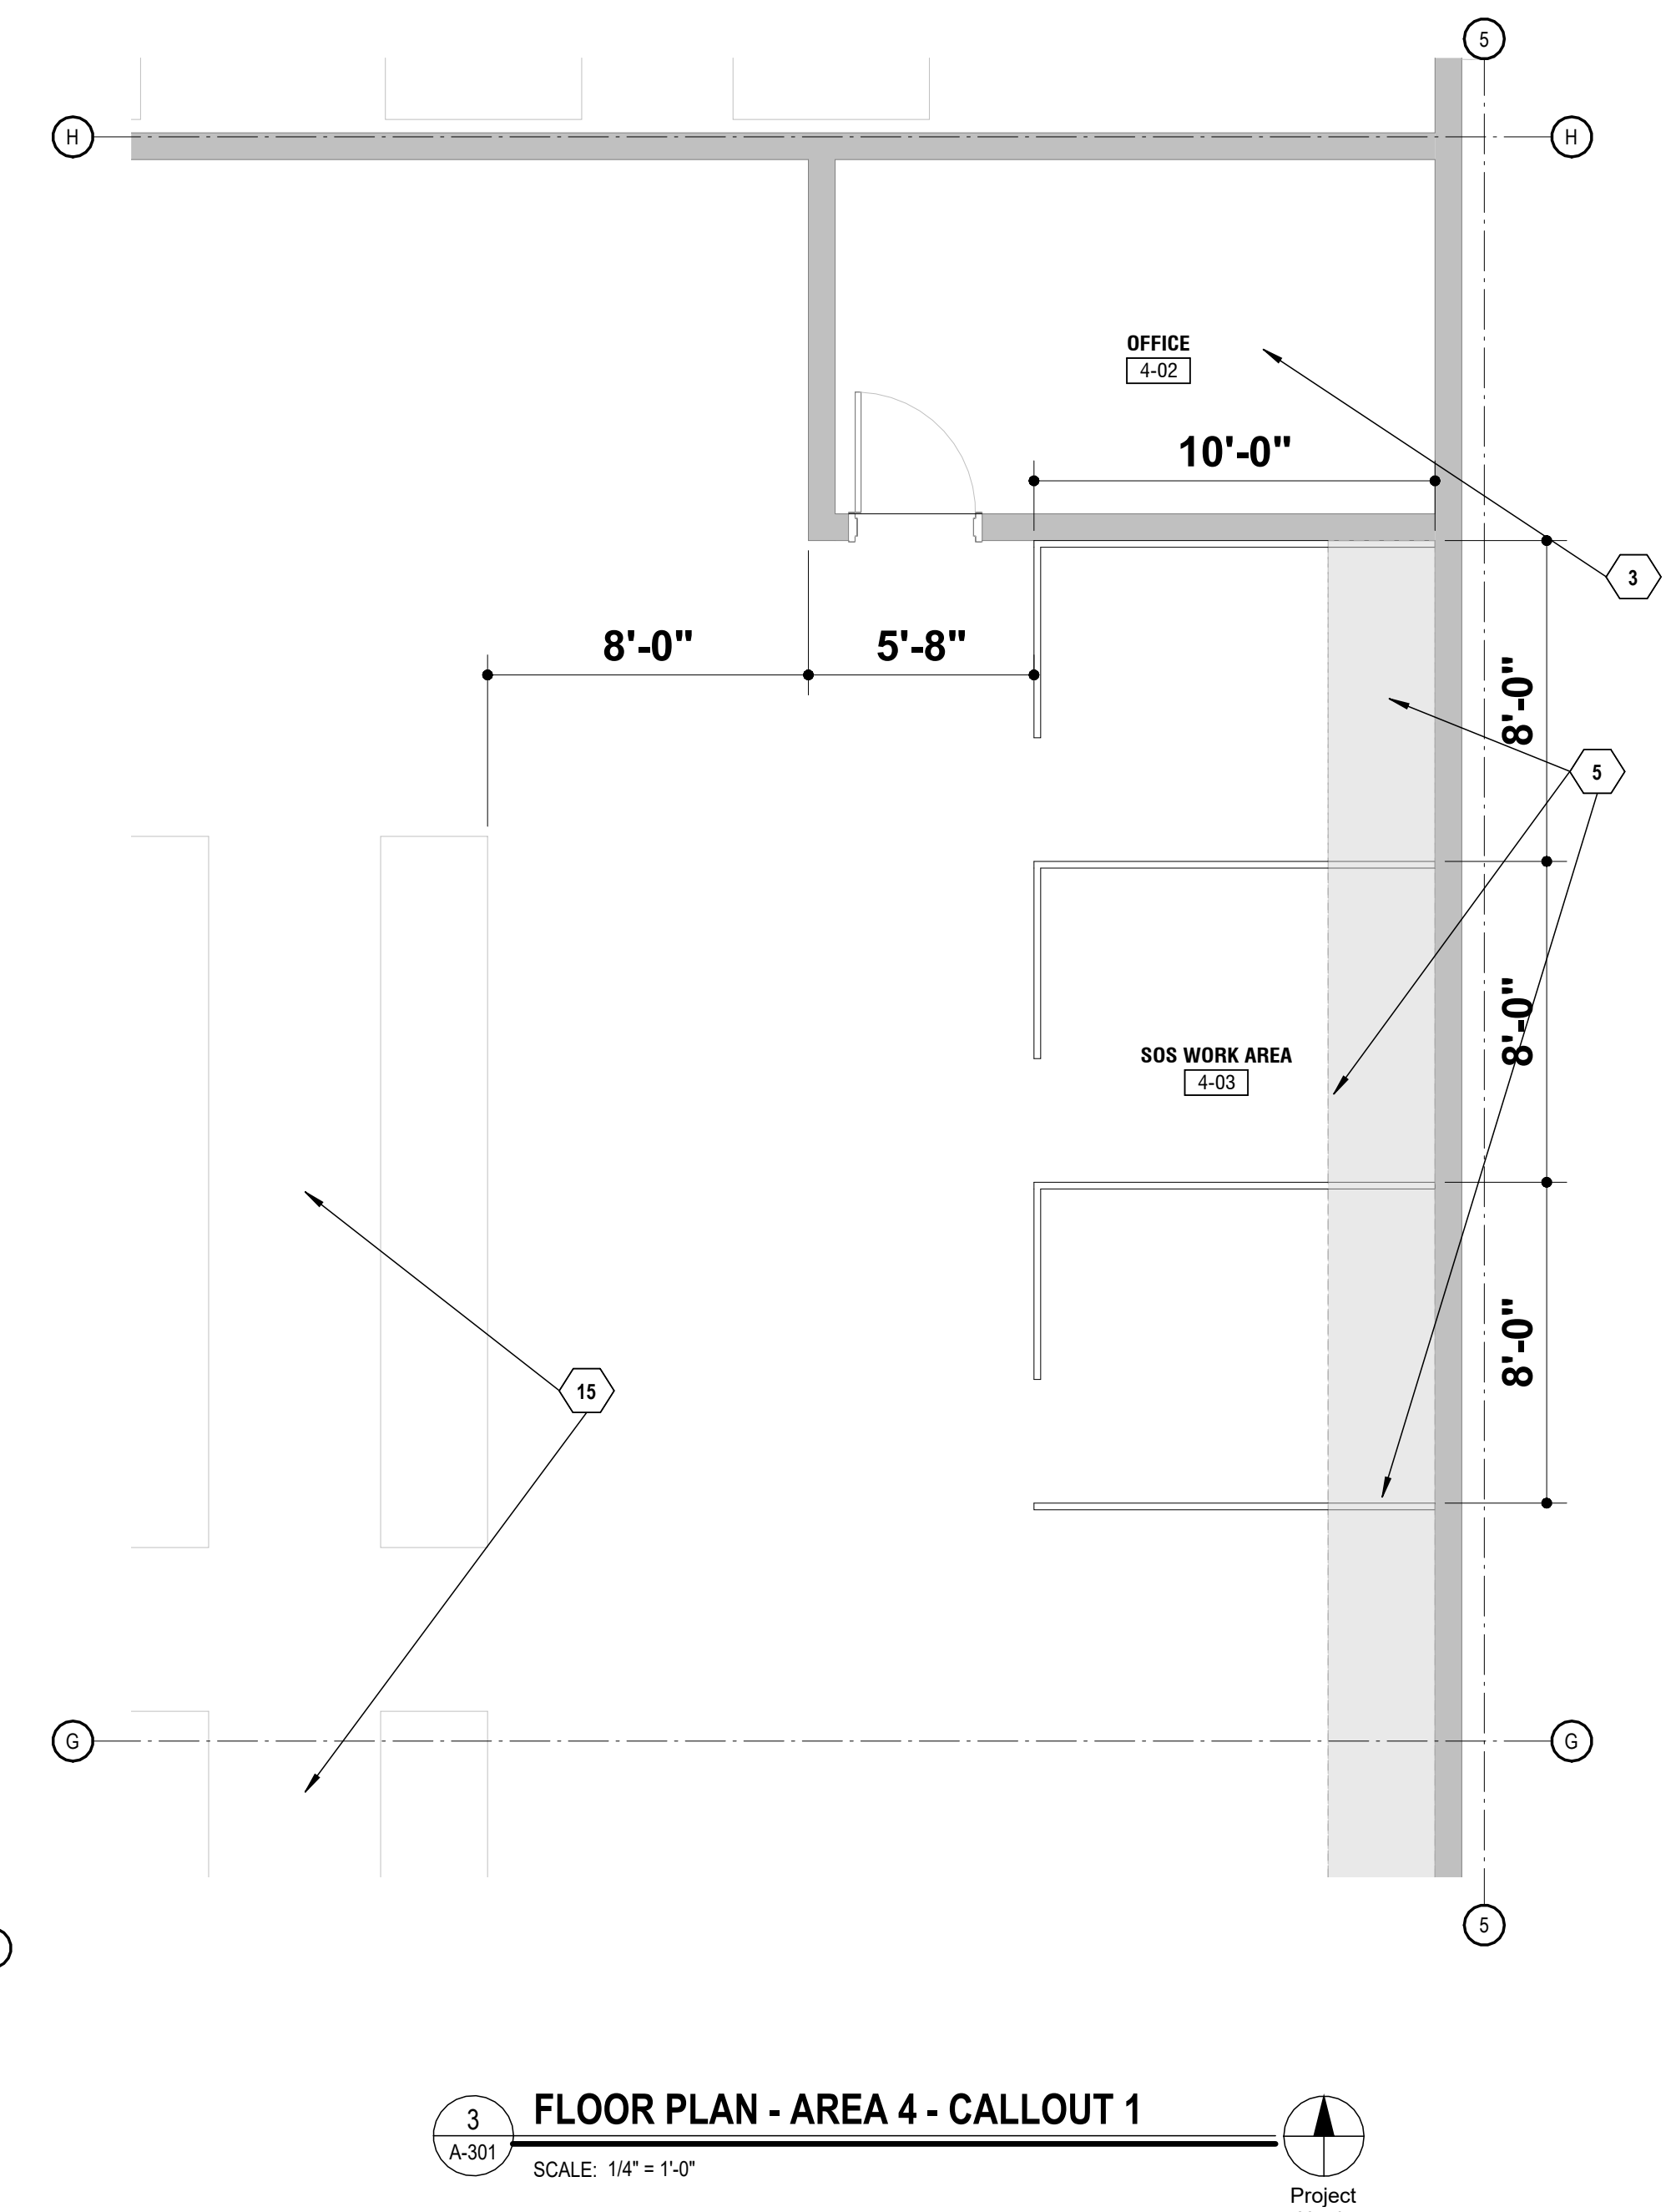 5
H
H
OFFICE
4-02
10'-0"
3
8'-0"
5'-8"
8'-0"
5
8'-0"
SOS WORK AREA
4-03
8'-0"
15
G
G
5
3
A-301
FLOOR PLAN - AREA 4 - CALLOUT 1
SCALE: 1/4" = 1'-0"
Project